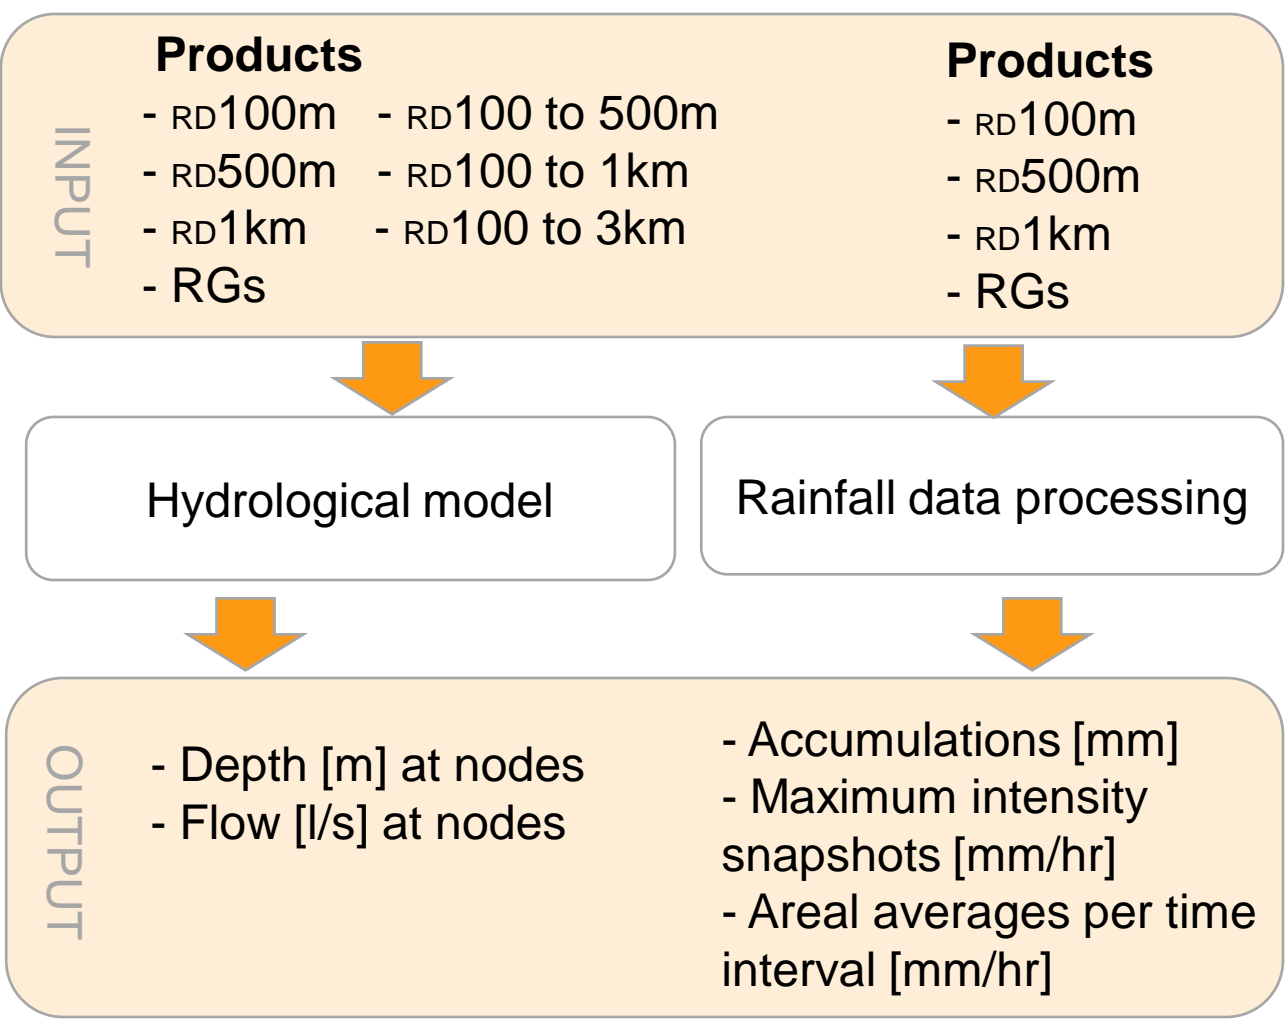 INPUT
Products
- RD100m - RD100 to 500m
- RD500m - RD100 to 1km
- RD1km - RD100 to 3km
- RGs
Products
- RD100m
- RD500m
- RD1km
- RGs
Hydrological model
Rainfall data processing
OUTPUT
- Depth [m] at nodes
- Flow [l/s] at nodes
- Accumulations [mm]
- Maximum intensity
snapshots [mm/hr]
- Areal averages per time
interval [mm/hr]